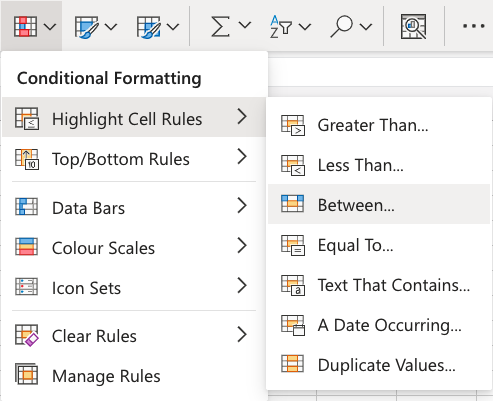 Conditional Formatting
Highlight Cell Rules
Top/Bottom Rules
Data Bars
Colour Scales
Icon Sets
Clear Rules
Manage Rules
Greater Than...
Less Than...
Between...
Equal To...
Text That Contains...
A Date Occurring...
Duplicate Values...